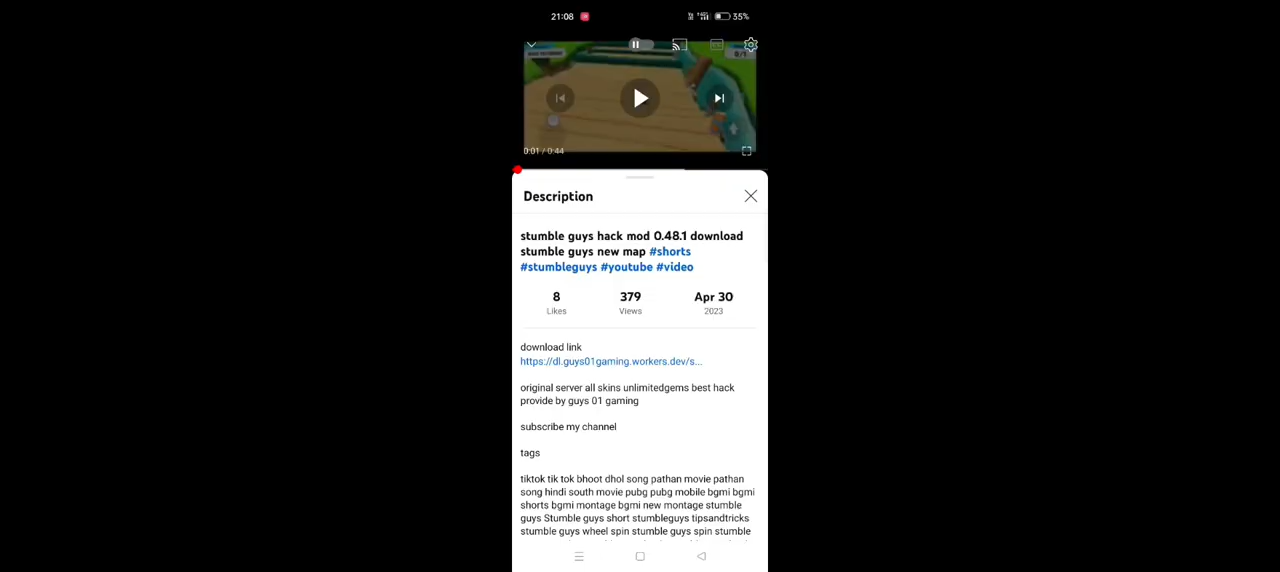 21:08
35%
0/1
0:01 / 0:44
Description
stumble guys hack mod 0.48.1 download
stumble guys new map #shorts
#stumbleguys #youtube #video
8 379 Apr 30
Likes Views 2023
download link
https://dl.guys01gaming.workers.dev/s...
original server all skins unlimitedgems best hack
provide by guys 01 gaming
subscribe my channel
tags
tiktok tik tok bhoot dhol song pathan movie pathan
song hindi south movie pubg pubg mobile bgmi bgmi
shorts bgmi montage bgmi new montage stumble
guys Stumble guys short stumbleguys tipsandtricks
stumble guys wheel spin stumble guys spin stumble